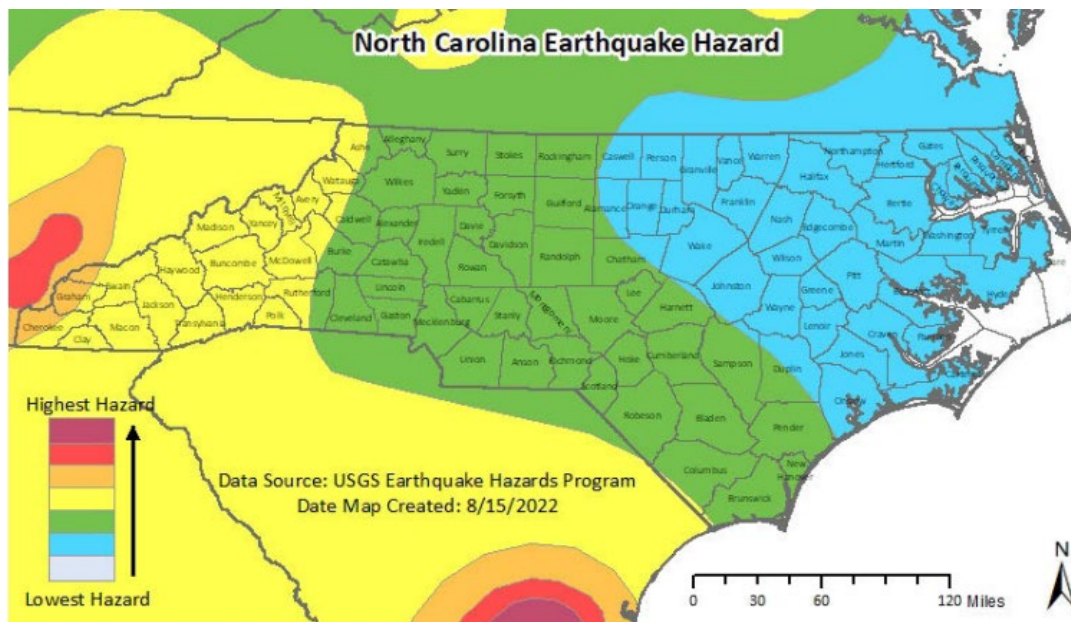 North Carolina Earthquake Hazard
Ashe Alleghany Surry Stokes Rockingham Caswell Person Granville Vance Warren Northampton Gates
Hertford
Halifax
Watauga Wilkes Yadkin Forsyth Guilford Alamance Orange Durham Franklin Bertie
Avery
Mitchell
Madison Yancey Caldwell Alexander Iredell Davie Davidson Nash Edgecombe Martin Washington Tyrrell Dare
Haywood Buncombe McDowell Burke Catawba Rowan Randolph Chatham Wake Wilson Pitt Hyde
Graham Swain Jackson Henderson Rutherford Lincoln Cabarrus Montgomery Lee Johnston Greene
Cherokee Macon Transylvania Polk Cleveland Gaston Mecklenburg Stanly Moore Harnett Wayne Lenoir Craven
Clay Union Anson Richmond Hoke Cumberland Sampson Duplin Jones
Scotland Onslow
Robeson Bladen Pender
Columbus New
Hanover
Brunswick
Highest Hazard
Lowest Hazard
Data Source: USGS Earthquake Hazards Program
Date Map Created: 8/15/2022
N
0 30 60 120 Miles